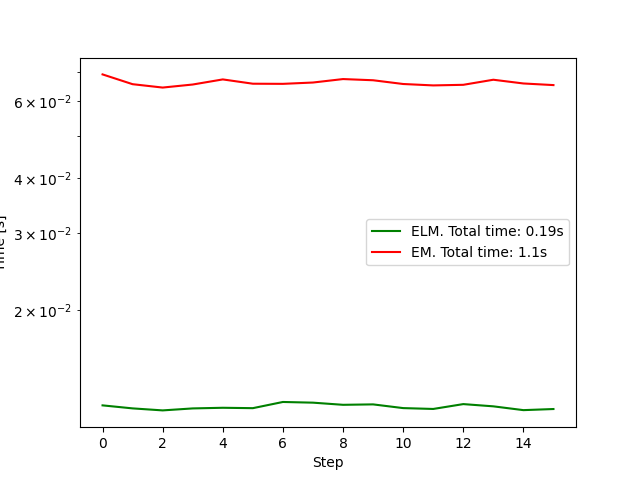 6 × 10⁻²
4 × 10⁻²
3 × 10⁻²
2 × 10⁻²
[s]
ELM. Total time: 0.19s
EM. Total time: 1.1s
0 2 4 6 8 10 12 14
Step